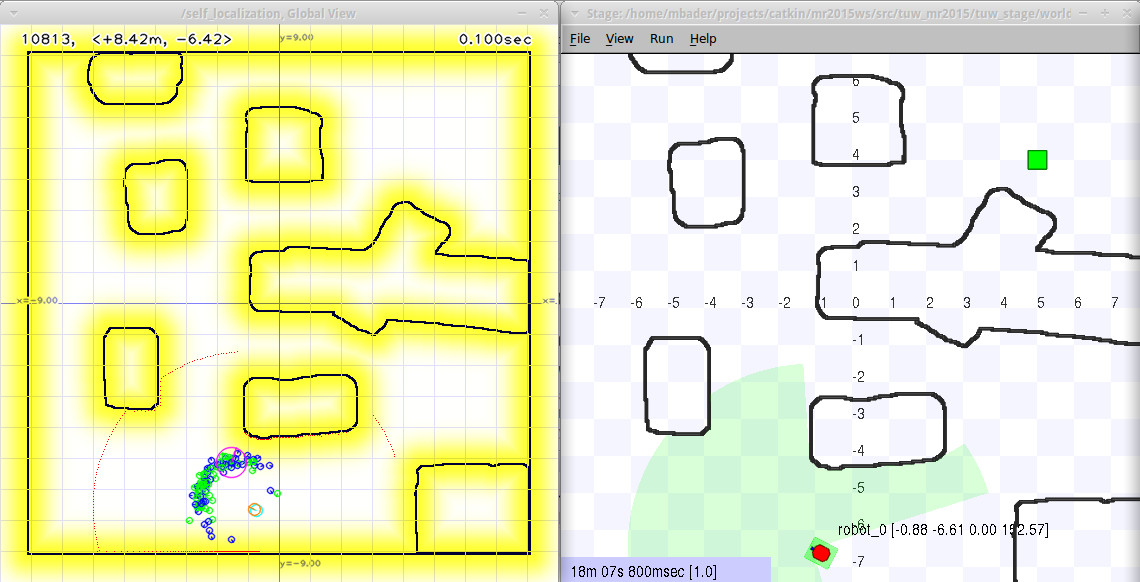 /self_localization, Global View
10813, <+8.42m, -6.42>
y=9.00
0.100sec
x=-9.00
x=
y=-9.00
Stage: /home/mbader/projects/catkin/mr2015ws/src/tuw_mr2015/tuw_stage/world
File View Run Help
6
5
4
3
2
1
-7 -6 -5 -4 -3 -2 -1 0 1 2 3 4 5 6 7
-1
-2
-3
-4
-5
-6
robot_0 [-0.88 -6.61 0.00 152.57]
-7
18m 07s 800msec [1.0]